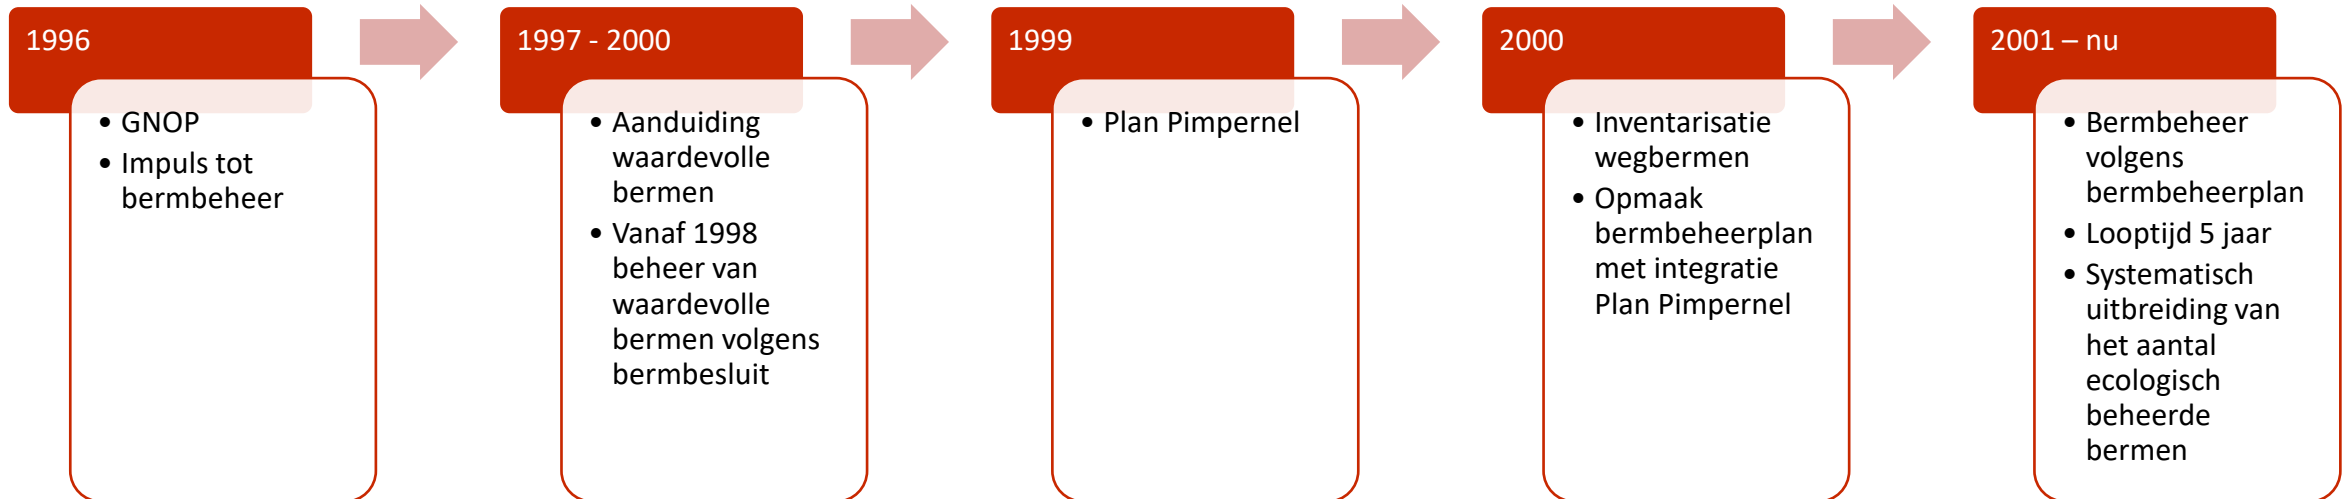 1996
• GNOP
• Impuls tot
bermbeheer
1997 - 2000
• Aanduiding
waardevolle
bermen
• Vanaf 1998
beheer van
waardevolle
bermen volgens
bermbesluit
1999
• Plan Pimpernel
2000
• Inventarisatie
wegbermen
• Opmaak
bermbeheerplan
met integratie
Plan Pimpernel
2001 – nu
• Bermbeheer
volgens
bermbeheerplan
• Looptijd 5 jaar
• Systematisch
uitbreiding van
het aantal
ecologisch
beheerde
bermen